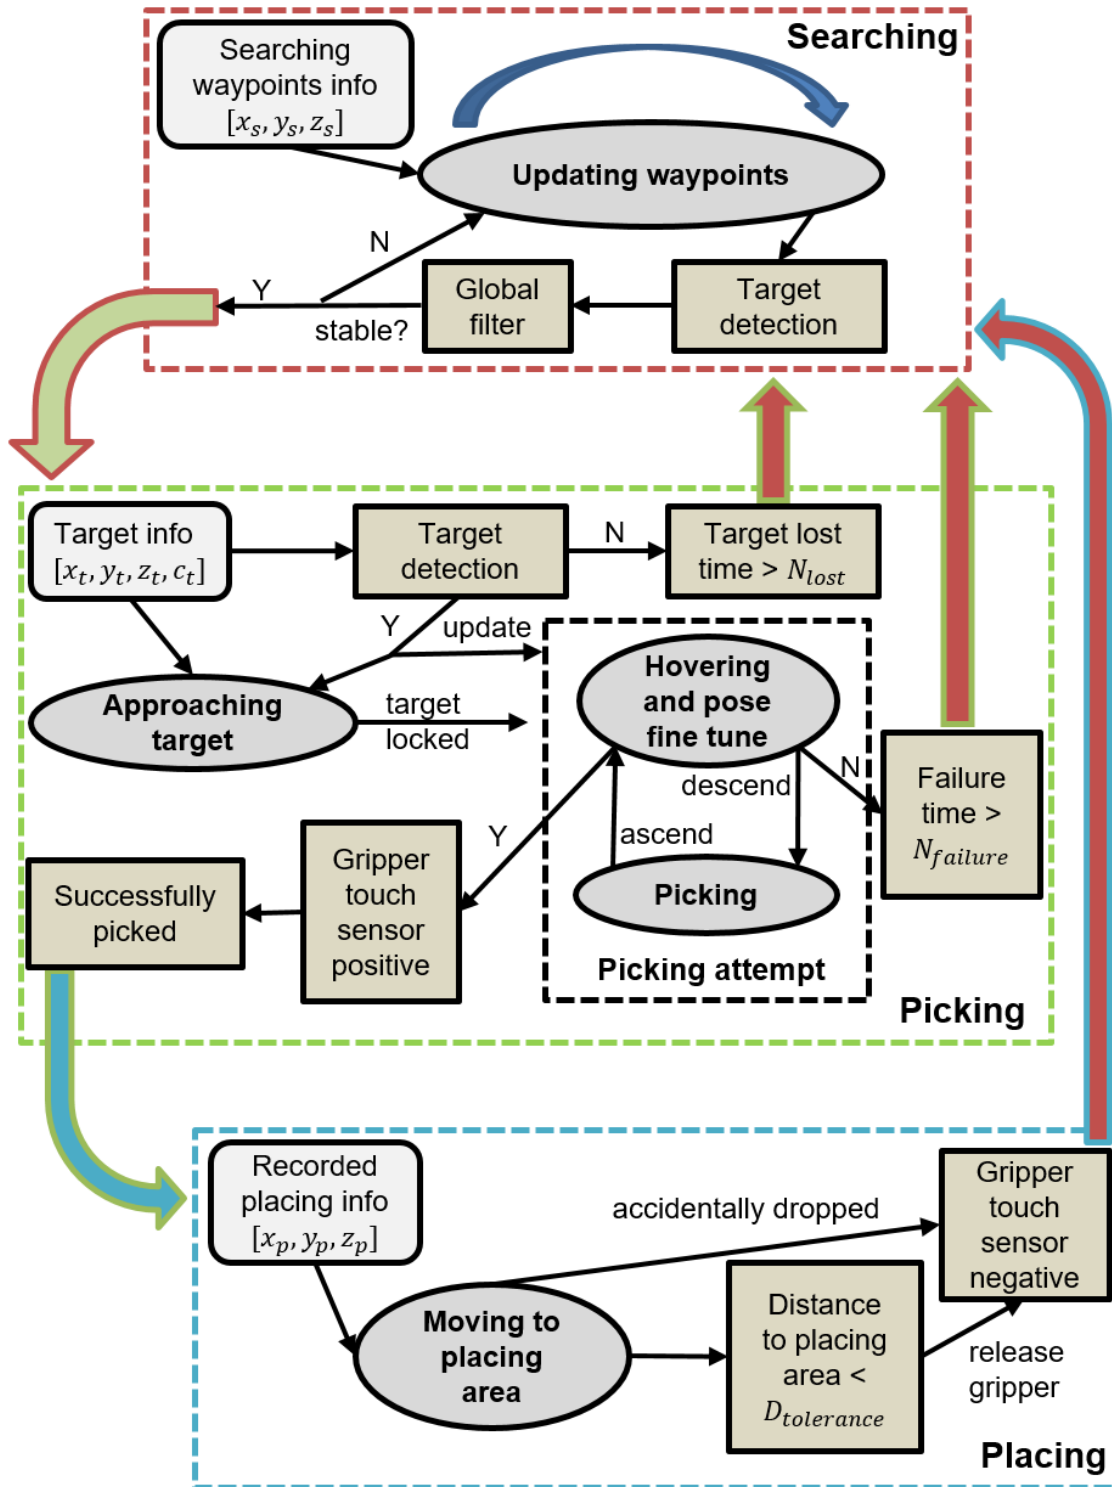 Searching
Searching
waypoints info
[x_s, y_s, z_s]
Updating waypoints
N
Y
stable?
Global
filter
Target
detection
Target info
[x_t, y_t, z_t, c_t]
Target
detection
N
Target lost
time > N_lost
Y
update
Approaching
target
target
locked
Hovering
and pose
fine tune
descend
N
Failure
time >
N_failure
Y
ascend
Picking
Picking attempt
Gripper
touch
sensor
positive
Successfully
picked
Picking
Recorded
placing info
[x_p, y_p, z_p]
accidentally dropped
Gripper
touch
sensor
negative
Moving to
placing
area
Distance
to placing
area <
D_tolerance
release
gripper
Placing